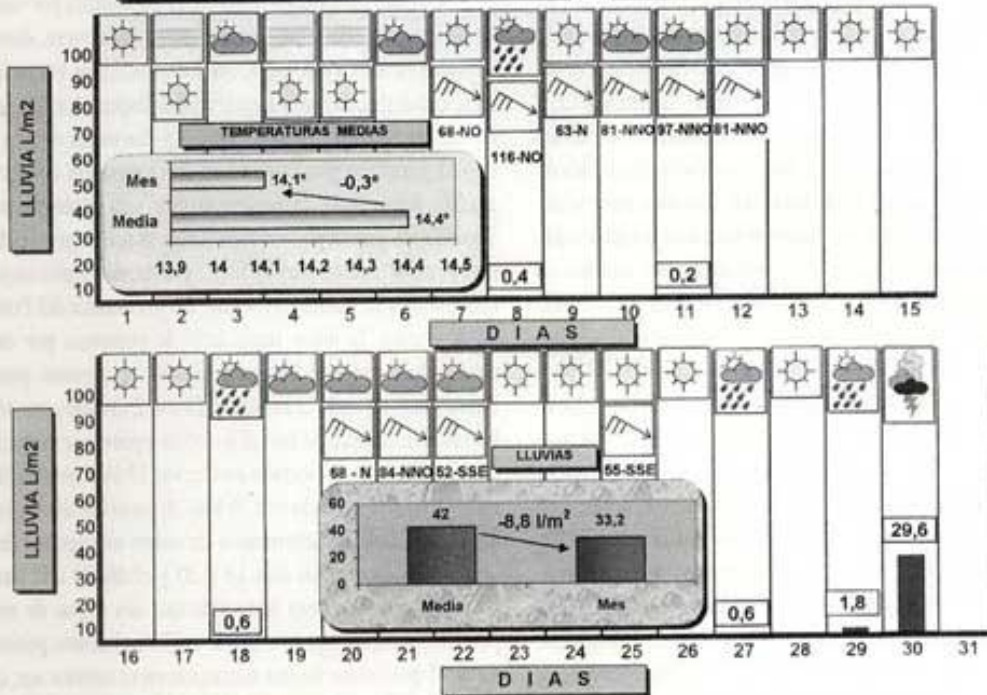 LLUVIA L/m2
100
90
80
70
60
50
40
30
20
10
68-NO
116-NO
63-N
81-NNO
97-NNO
81-NNO
TEMPERATURAS MEDIAS
Mes
14,1°
-0,3°
Media
14,4°
13,9 14 14,1 14,2 14,3 14,4 14,5
0,4
0,2
1 2 3 4 5 6 7 8 9 10 11 12 13 14 15
DIAS
LLUVIA L/m2
100
90
80
70
60
50
40
30
20
10
68 - N
84-NNO
52-SSE
LLUVIAS
55-SSE
60
40
20
0
42
-8,8 l/m²
33,2
Media
Mes
0,6
0,6
1,8
29,6
16 17 18 19 20 21 22 23 24 25 26 27 28 29 30 31
DIAS